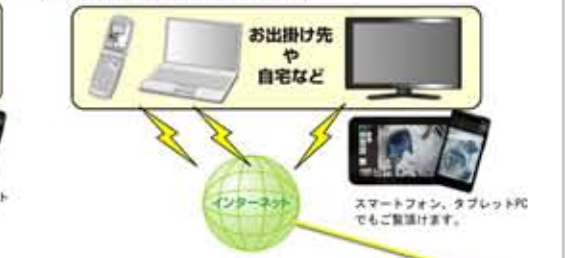 お出掛け先
や
自宅など
インターネット
スマートフォン、タブレットPC
でもご覧頂けます。
ト